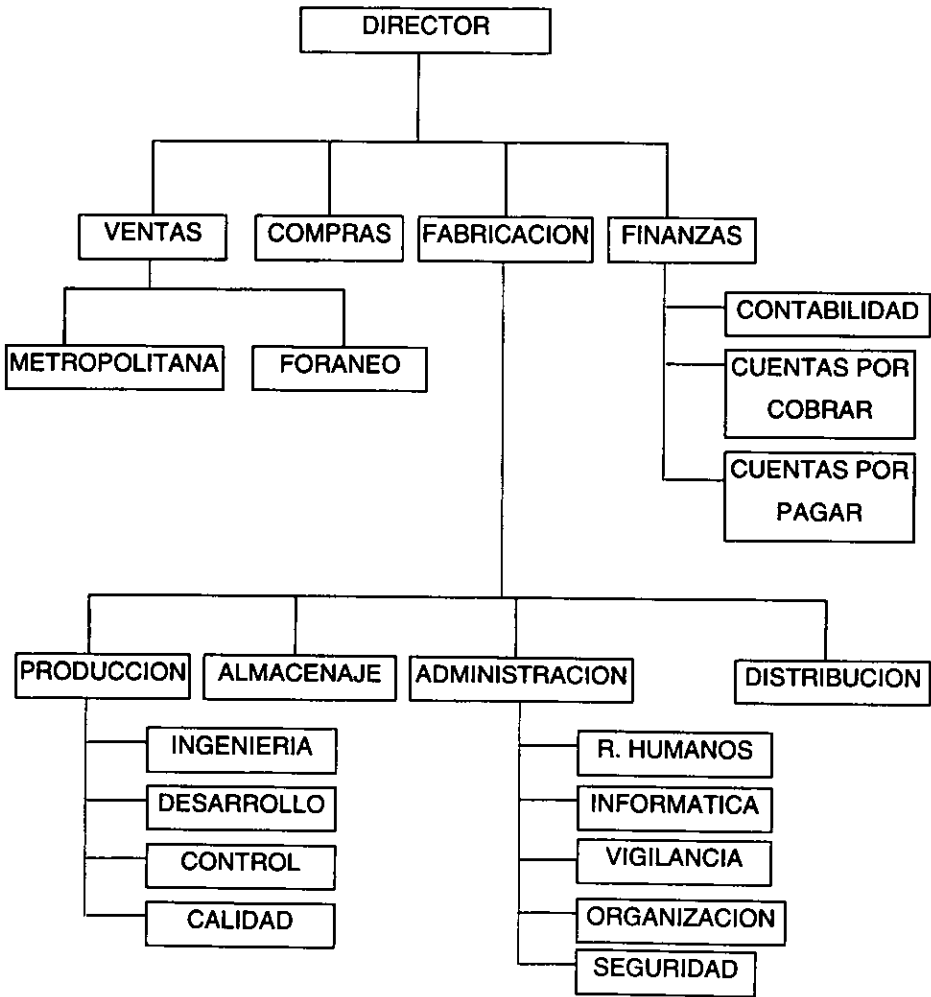 DIRECTOR
VENTAS
COMPRAS
FABRICACION
FINANZAS
METROPOLITANA
FORANEO
CONTABILIDAD
CUENTAS POR
COBRAR
CUENTAS POR
PAGAR
PRODUCCION
ALMACENAJE
ADMINISTRACION
DISTRIBUCION
INGENIERIA
DESARROLLO
CONTROL
CALIDAD
R. HUMANOS
INFORMATICA
VIGILANCIA
ORGANIZACION
SEGURIDAD